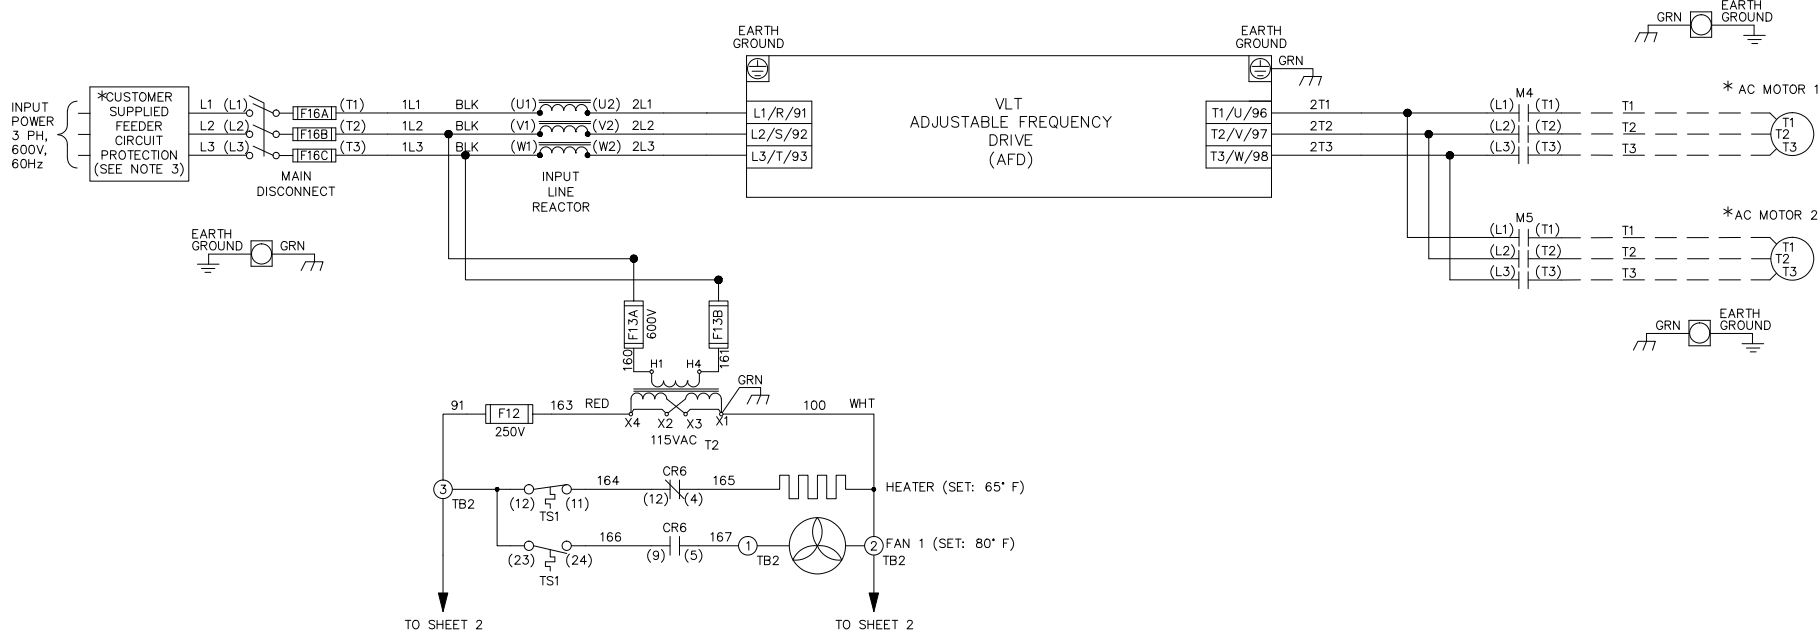 INPUT
POWER
3 PH,
600V,
60Hz
*CUSTOMER
SUPPLIED
FEEDER
CIRCUIT
PROTECTION
(SEE NOTE 3)
L1 (L1) F16A (T1) 1L1 BLK (U1) (U2) 2L1 L1/R/91
L2 (L2) F16B (T2) 1L2 BLK (V1) (V2) 2L2 L2/S/92
L3 (L3) F16C (T3) 1L3 BLK (W1) (W2) 2L3 L3/T/93
MAIN
DISCONNECT
INPUT
LINE
REACTOR
EARTH
GROUND
GRN
EARTH
GROUND
VLT
ADJUSTABLE FREQUENCY
DRIVE
(AFD)
EARTH
GROUND
GRN
T1/U/96 2T1
T2/V/97 2T2
T3/W/98 2T3
GRN
EARTH
GROUND
* AC MOTOR 1
M4
(L1) (T1) T1 T1
(L2) (T2) T2 T2
(L3) (T3) T3 T3
*AC MOTOR 2
M5
(L1) (T1) T1 T1
(L2) (T2) T2 T2
(L3) (T3) T3 T3
GRN
EARTH
GROUND
F13A
600V
F13B
160
161
H1 H4
GRN
91 F12 163 RED
250V
X4 X2 X3 X1
100 WHT
115VAC T2
3
TB2
(12) (11)
TS1
164
CR6
(12) (4)
165
HEATER (SET: 65° F)
(23) (24)
TS1
166
CR6
(9) (5)
167
1
TB2
2
TB2
FAN 1 (SET: 80° F)
TO SHEET 2
TO SHEET 2